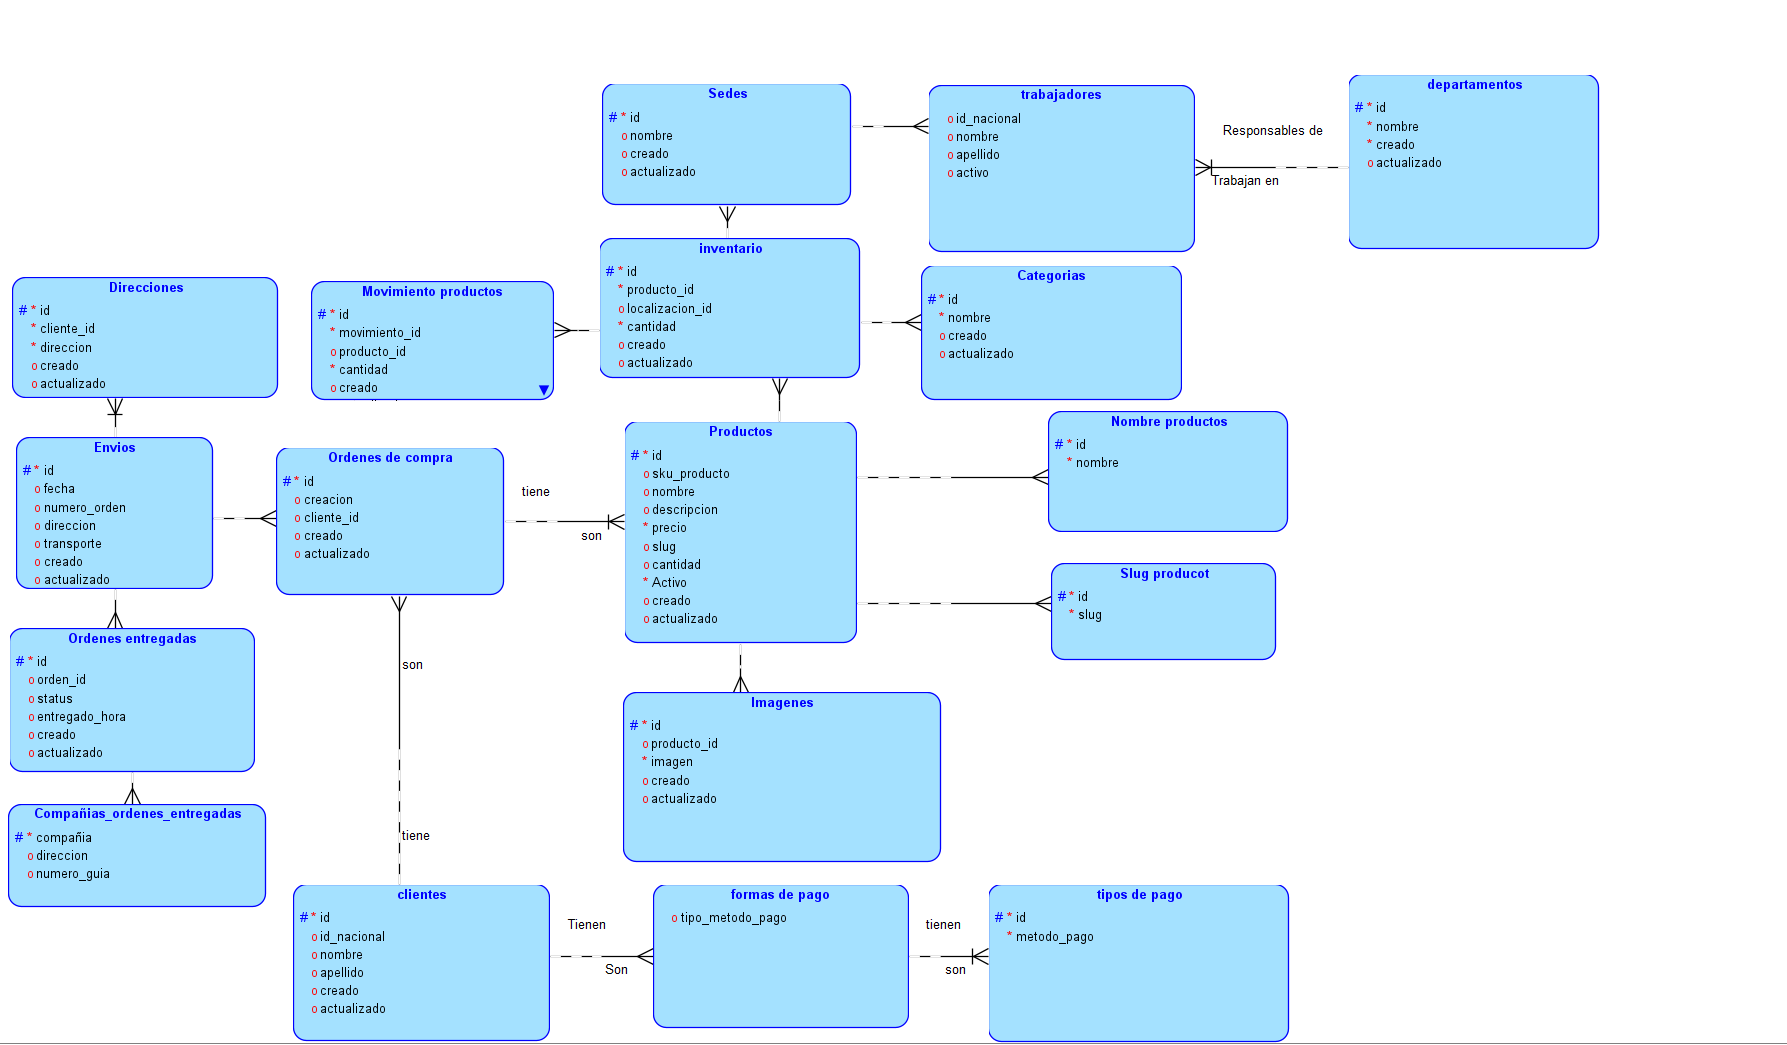 Sedes
# * id
o nombre
o creado
o actualizado
trabajadores
o id_nacional
o nombre
o apellido
o activo
Responsables de
Trabajan en
departamentos
# * id
* nombre
* creado
o actualizado
Direcciones
# * id
* cliente_id
* direccion
o creado
o actualizado
Movimiento productos
# * id
* movimiento_id
o producto_id
* cantidad
o creado
inventario
# * id
* producto_id
o localizacion_id
* cantidad
o creado
o actualizado
Categorias
# * id
* nombre
o creado
o actualizado
Envios
# * id
o fecha
o numero_orden
o direccion
o transporte
o creado
o actualizado
Ordenes de compra
# * id
o creacion
o cliente_id
o creado
o actualizado
tiene
son
Productos
# * id
o sku_producto
o nombre
o descripcion
* precio
o slug
o cantidad
* Activo
o creado
o actualizado
Nombre productos
# * id
* nombre
Slug producot
# * id
* slug
Ordenes entregadas
# * id
o orden_id
o status
o entregado_hora
o creado
o actualizado
son
tiene
Imagenes
# * id
o producto_id
* imagen
o creado
o actualizado
Compañias_ordenes_entregadas
# * compañia
o direccion
o numero_guia
clientes
# * id
o id_nacional
o nombre
o apellido
o creado
o actualizado
Tienen
Son
formas de pago
o tipo_metodo_pago
tienen
son
tipos de pago
# * id
* metodo_pago